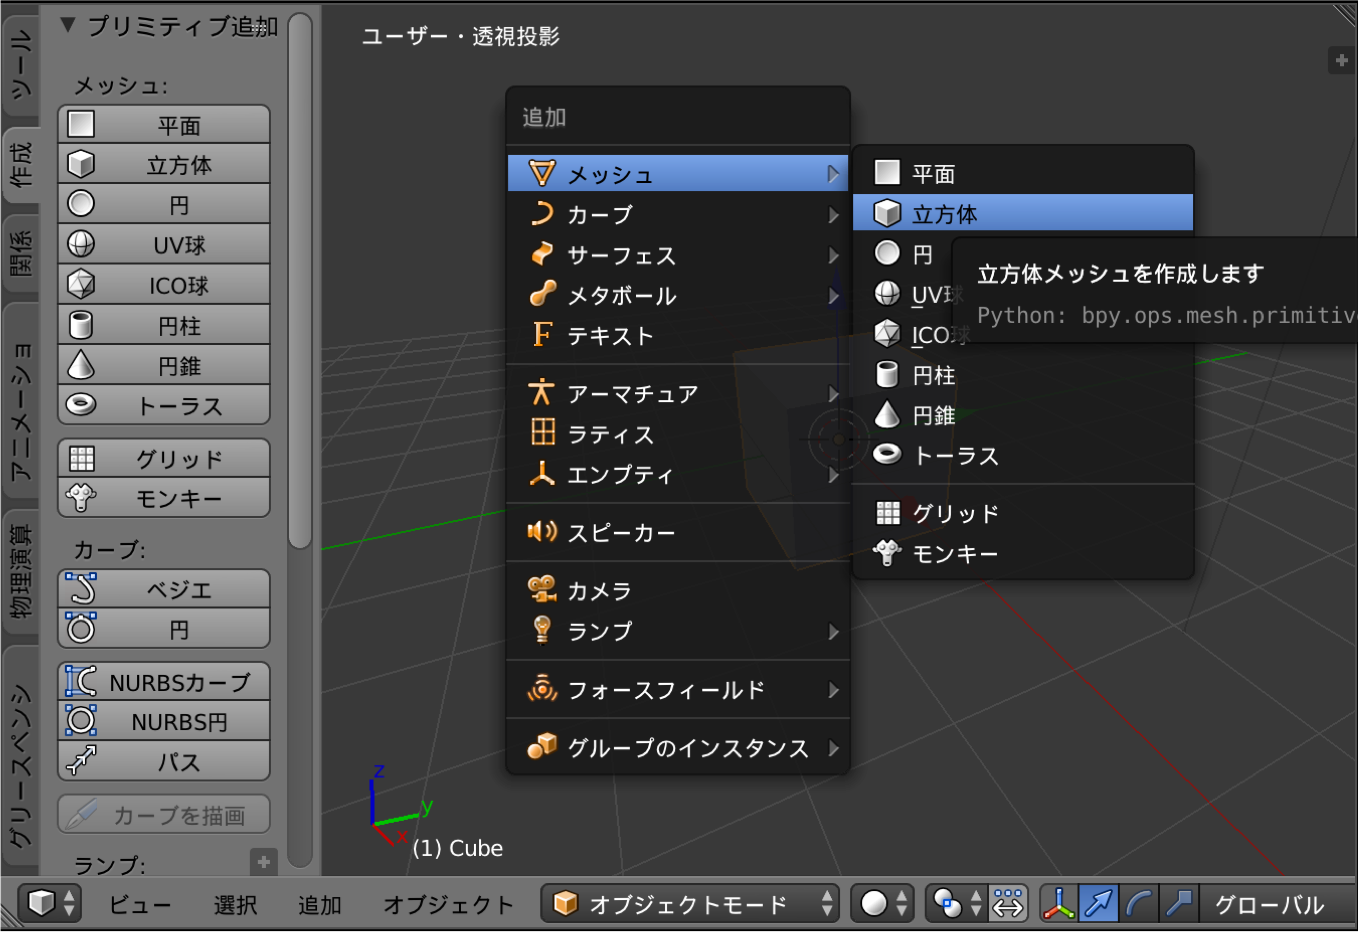 ツール
作成
関係
アニメーショ
物理演算
グリースペンシ
▼ プリミティブ追加
メッシュ:
平面
立方体
円
UV球
ICO球
円柱
円錐
トーラス
グリッド
モンキー
カーブ:
ベジエ
円
NURBSカーブ
NURBS円
パス
カーブを描画
ランプ:
ユーザー・透視投影
追加
メッシュ
カーブ
サーフェス
メタボール
テキスト
アーマチュア
ラティス
エンプティ
スピーカー
カメラ
ランプ
フォースフィールド
グループのインスタンス
平面
立方体
円
UV球
ICO球
円柱
円錐
トーラス
グリッド
モンキー
立方体メッシュを作成します
Python: bpy.ops.mesh.primitive
z
y
x
(1) Cube
ビュー 選択 追加 オブジェクト オブジェクトモード グローバル